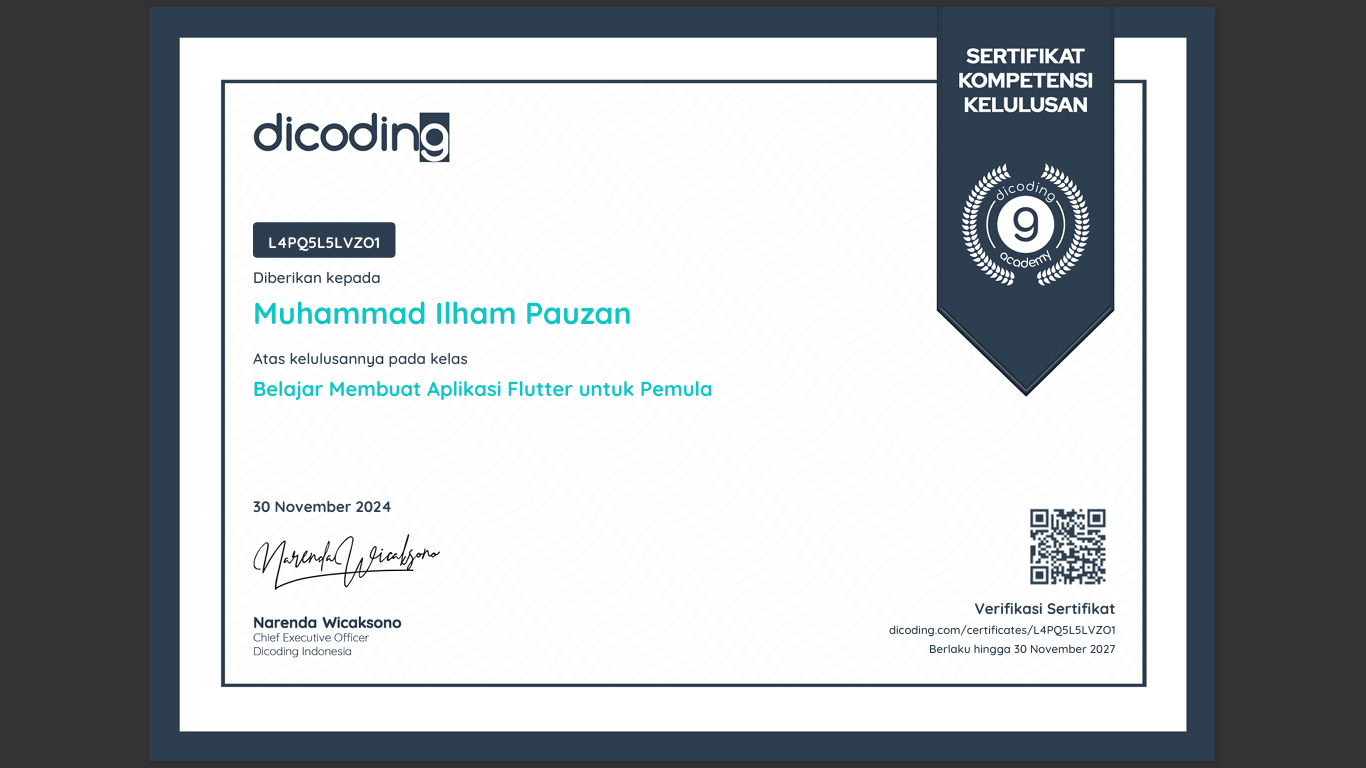 dicoding
SERTIFIKAT
KOMPETENSI
KELULUSAN
dicoding
9
academy
L4PQ5L5LVZO1
Diberikan kepada
Muhammad Ilham Pauzan
Atas kelulusannya pada kelas
Belajar Membuat Aplikasi Flutter untuk Pemula
30 November 2024
Narenda Wicaksono
Narenda Wicaksono
Chief Executive Officer
Dicoding Indonesia
Verifikasi Sertifikat
dicoding.com/certificates/L4PQ5L5LVZO1
Berlaku hingga 30 November 2027